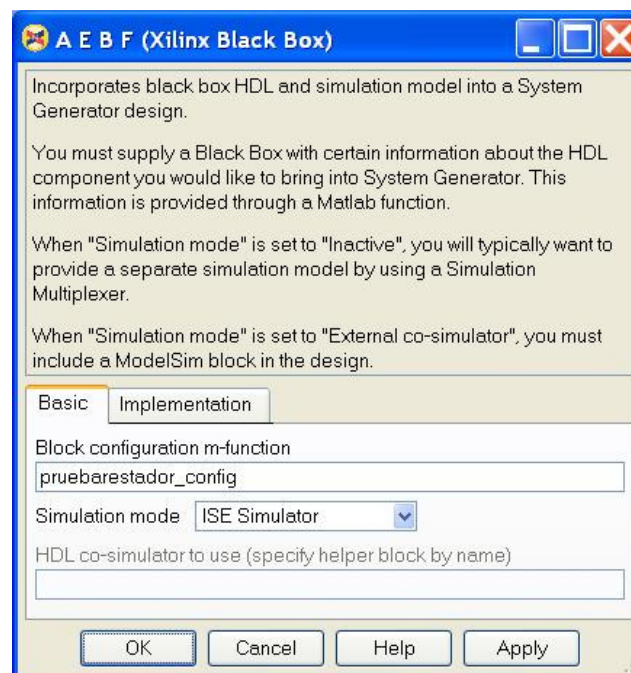 A E B F (Xilinx Black Box)
Incorporates black box HDL and simulation model into a System
Generator design.
You must supply a Black Box with certain information about the HDL
component you would like to bring into System Generator. This
information is provided through a Matlab function.
When "Simulation mode" is set to "Inactive", you will typically want to
provide a separate simulation model by using a Simulation
Multiplexer.
When "Simulation mode" is set to "External co-simulator", you must
include a ModelSim block in the design.
Basic Implementation
Block configuration m-function
pruebarestador_config
Simulation mode ISE Simulator
HDL co-simulator to use (specify helper block by name)
OK Cancel Help Apply